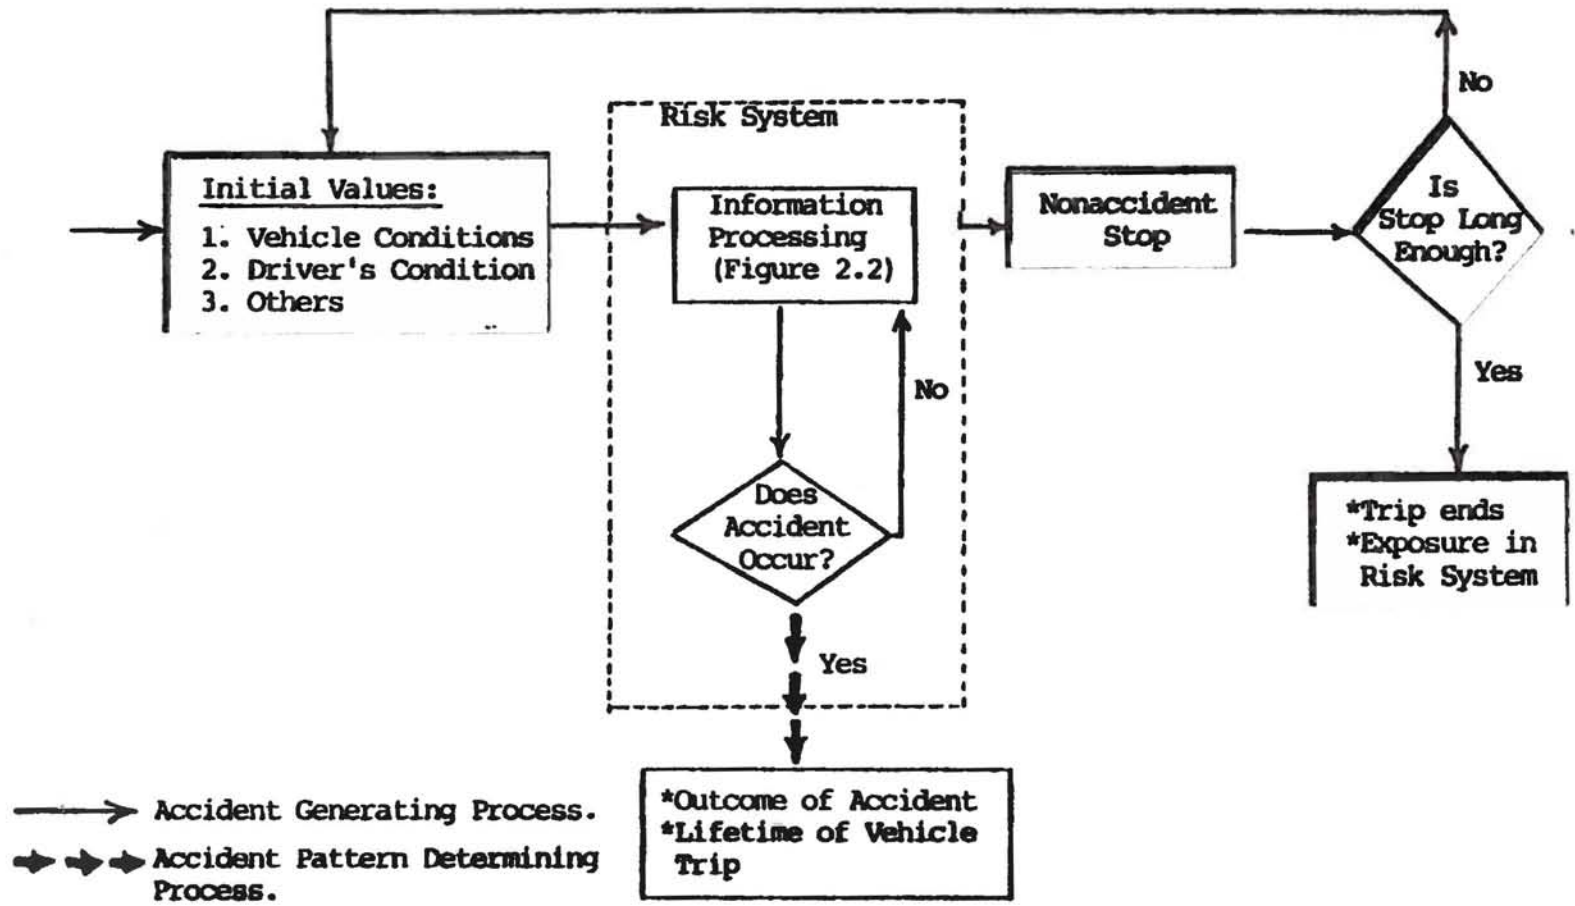 No
Risk System
Initial Values:
1. Vehicle Conditions
2. Driver's Condition
3. Others
Information
Processing
(Figure 2.2)
Nonaccident
Stop
Is
Stop Long
Enough?
No
Yes
Does
Accident
Occur?
Yes
*Trip ends
*Exposure in
Risk System
*Outcome of Accident
*Lifetime of Vehicle
Trip
Accident Generating Process.
Accident Pattern Determining
Process.